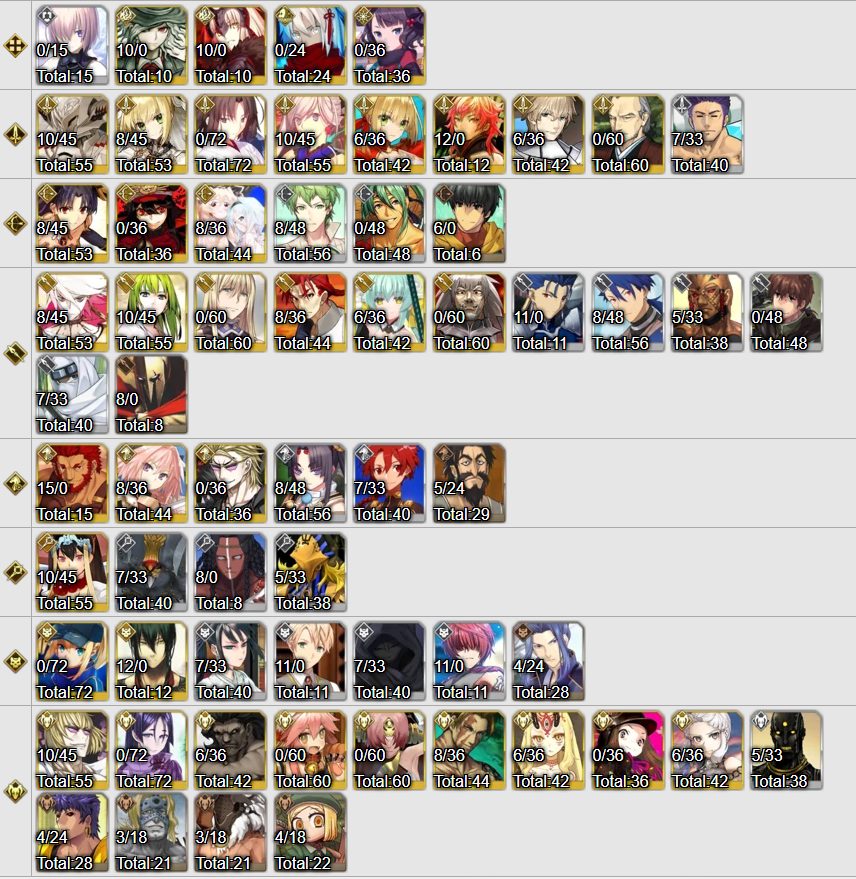 0/15 10/0 10/0 0/24 0/36
Total:15 Total:10 Total:10 Total:24 Total:36
10/45 8/45 0/72 10/45 6/36 12/0 6/36 0/60 7/33
Total:55 Total:53 Total:72 Total:55 Total:42 Total:12 Total:42 Total:60 Total:40
8/45 0/36 8/36 8/48 0/48 6/0
Total:53 Total:36 Total:44 Total:56 Total:48 Total:6
8/45 10/45 0/60 8/36 6/36 0/60 11/0 8/48 5/33 0/48
Total:53 Total:55 Total:60 Total:44 Total:42 Total:60 Total:11 Total:56 Total:38 Total:48
7/33 8/0
Total:40 Total:8
15/0 8/36 0/36 8/48 7/33 5/24
Total:15 Total:44 Total:36 Total:56 Total:40 Total:29
10/45 7/33 8/0 5/33
Total:55 Total:40 Total:8 Total:38
0/72 12/0 7/33 11/0 7/33 11/0 4/24
Total:72 Total:12 Total:40 Total:11 Total:40 Total:11 Total:28
10/45 0/72 6/36 0/60 0/60 8/36 6/36 0/36 6/36 5/33
Total:55 Total:72 Total:42 Total:60 Total:60 Total:44 Total:42 Total:36 Total:42 Total:38
4/24 3/18 3/18 4/18
Total:28 Total:21 Total:21 Total:22